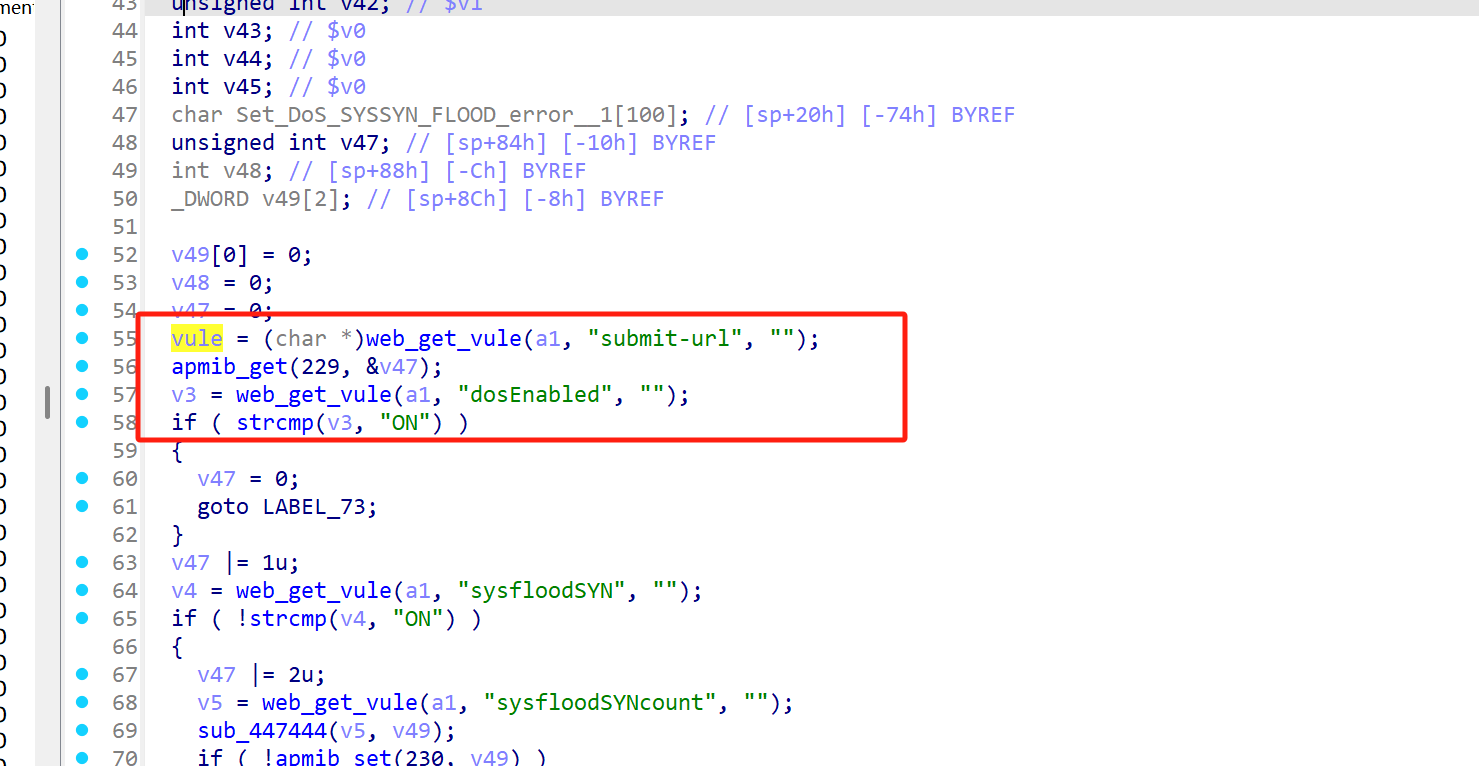 43 unsigned int v42; // $v1
44 int v43; // $v0
45 int v44; // $v0
46 int v45; // $v0
47 char Set_DoS_SYSSYN_FLOOD_error__1[100]; // [sp+20h] [-74h] BYREF
48 unsigned int v47; // [sp+84h] [-10h] BYREF
49 int v48; // [sp+88h] [-Ch] BYREF
50 _DWORD v49[2]; // [sp+8Ch] [-8h] BYREF
51
52 v49[0] = 0;
53 v48 = 0;
54 v47 = 0;
55 vule = (char *)web_get_vule(a1, "submit-url", "");
56 apmib_get(229, &v47);
57 v3 = web_get_vule(a1, "dosEnabled", "");
58 if ( strcmp(v3, "ON") )
59 {
60 v47 = 0;
61 goto LABEL_73;
62 }
63 v47 |= 1u;
64 v4 = web_get_vule(a1, "sysfloodSYN", "");
65 if ( !strcmp(v4, "ON") )
66 {
67 v47 |= 2u;
68 v5 = web_get_vule(a1, "sysfloodSYNcount", "");
69 sub_447444(v5, v49);
70 if ( !apmib_set(230, v49) )